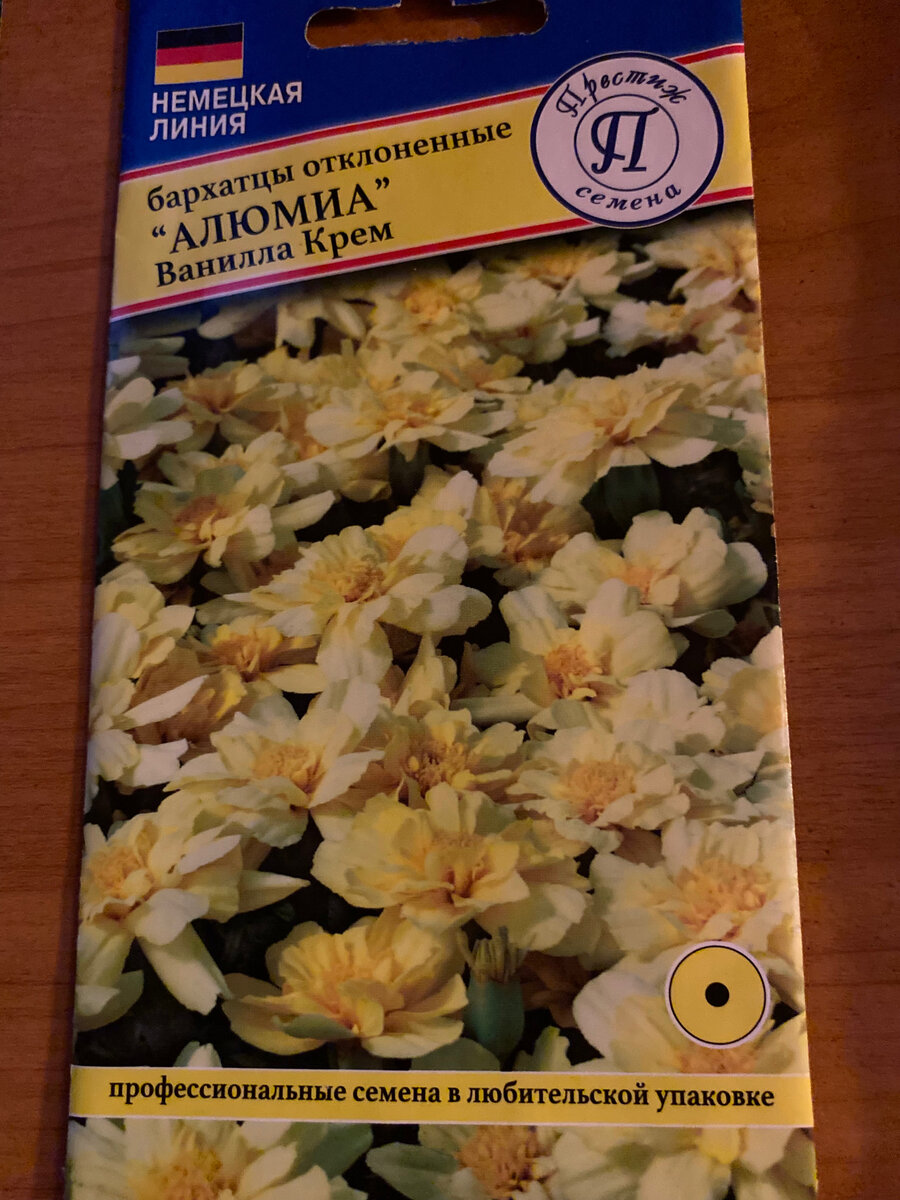 НЕМЕЦКАЯ
ЛИНИЯ
Престиж
П
семена
бархатцы отклоненные
“АЛЮМИА”
Ванилла Крем
профессиональные семена в любительской упаковке